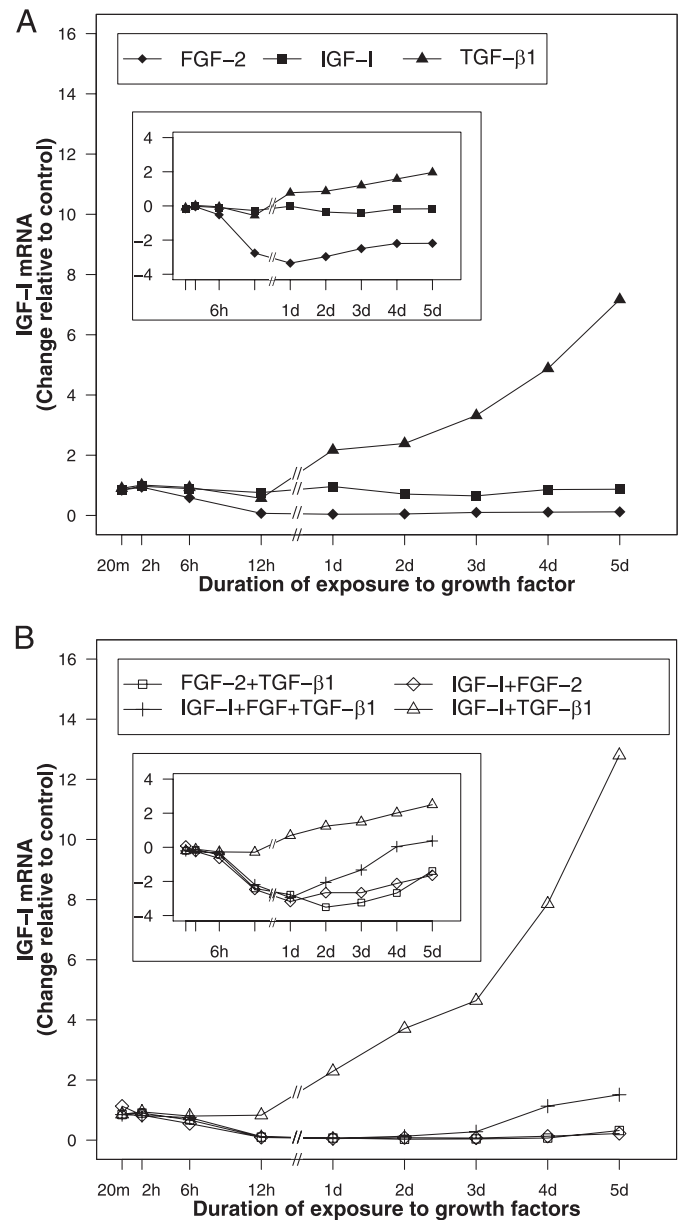 A
IGF–I mRNA
(Change relative to control)
16
14
12
10
8
6
4
2
0
FGF–2 IGF–I TGF–β1
4
2
0
−2
−4
6h 1d 2d 3d 4d 5d
20m 2h 6h 12h 1d 2d 3d 4d 5d
Duration of exposure to growth factor
B
IGF–I mRNA
(Change relative to control)
16
14
12
10
8
6
4
2
0
FGF–2+TGF–β1 IGF–I+FGF–2
IGF–I+FGF+TGF–β1 IGF–I+TGF–β1
4
2
0
−2
−4
6h 1d 2d 3d 4d 5d
20m 2h 6h 12h 1d 2d 3d 4d 5d
Duration of exposure to growth factors